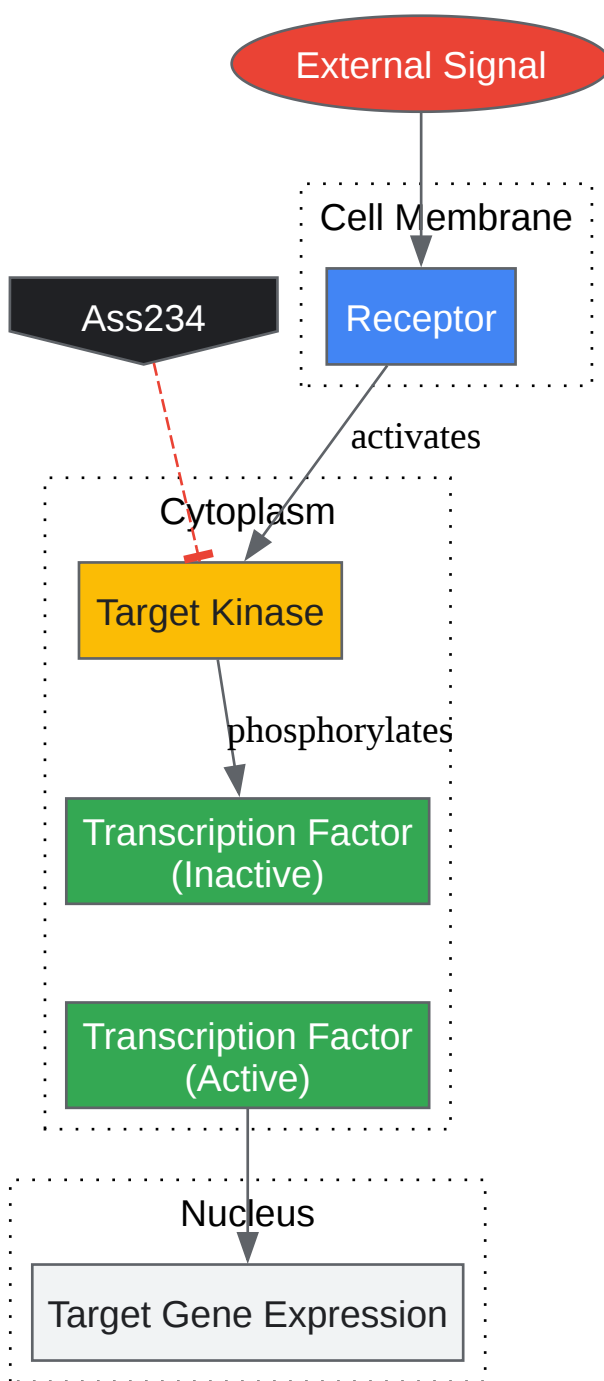 External Signal
Cell Membrane
Ass234
Receptor
activates
Cytoplasm
Target Kinase
phosphorylates
Transcription Factor
(Inactive)
Transcription Factor
(Active)
Nucleus
Target Gene Expression